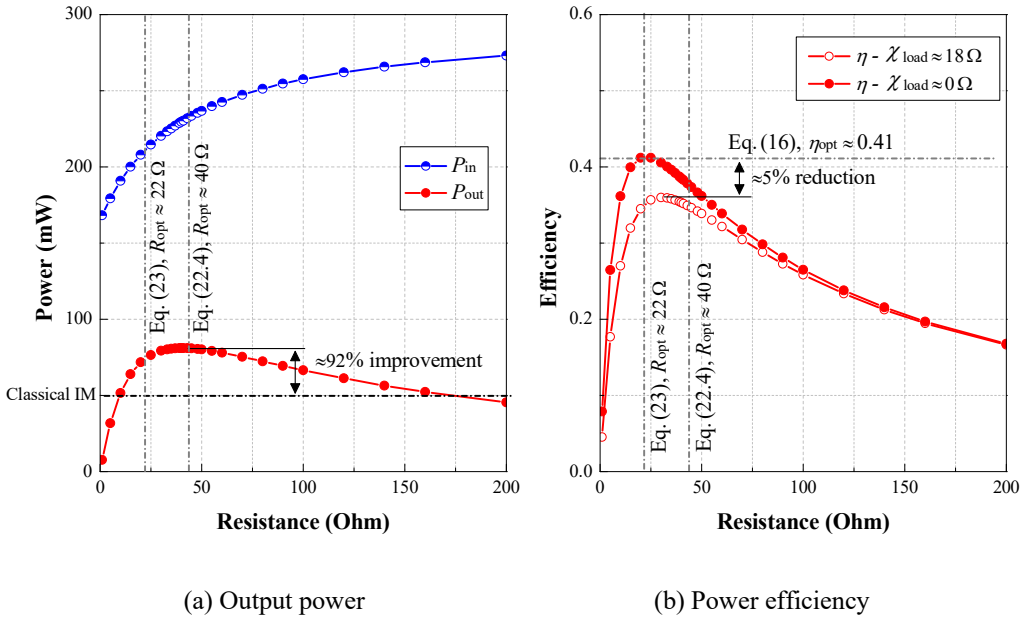 300
200
100
0
Power (mW)
Classical IM
0
50
100
150
200
Resistance (Ohm)
Pin
Pout
Eq. (23), Ropt ≈ 22 Ω
Eq. (22.4), Ropt ≈ 40 Ω
≈92% improvement
(a) Output power
0.6
0.4
0.2
0.0
Efficiency
0
50
100
150
200
Resistance (Ohm)
η - χload ≈ 18 Ω
η - χload ≈ 0 Ω
Eq. (16), ηopt ≈ 0.41
≈5% reduction
Eq. (23), Ropt ≈ 22 Ω
Eq. (22.4), Ropt ≈ 40 Ω
(b) Power efficiency